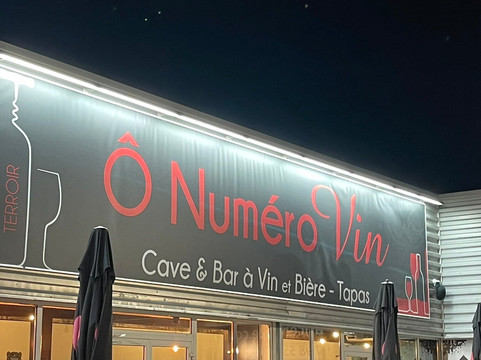 TERROIR
Ô Numéro Vin
Cave & Bar à Vin et Bière - Tapas